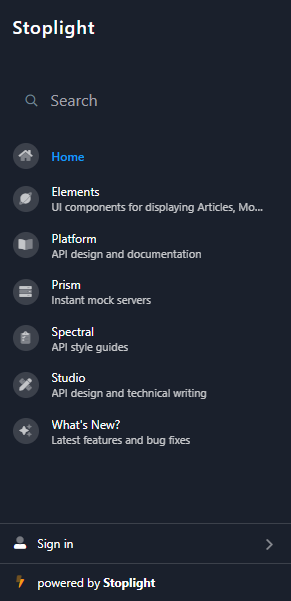 Stoplight
Search
Home
Elements
UI components for displaying Articles, Mo...
Platform
API design and documentation
Prism
Instant mock servers
Spectral
API style guides
Studio
API design and technical writing
What's New?
Latest features and bug fixes
Sign in
powered by Stoplight